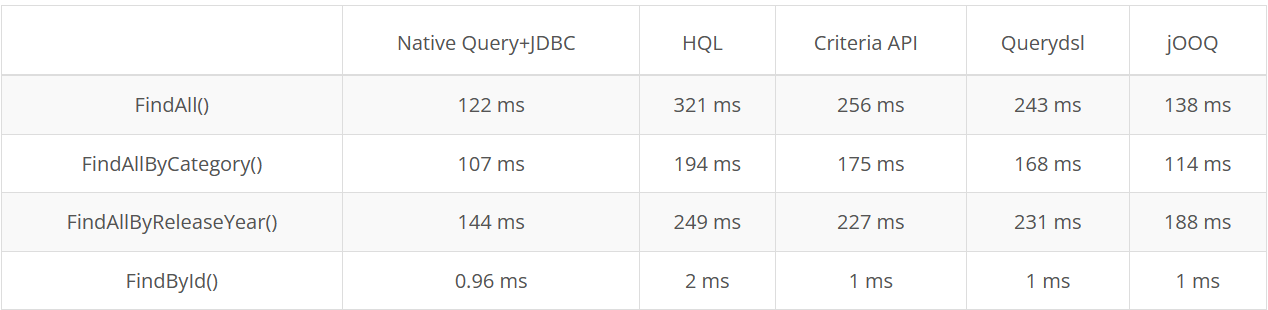 Native Query+JDBC HQL Criteria API Querydsl jOOQ
FindAll() 122 ms 321 ms 256 ms 243 ms 138 ms
FindAllByCategory() 107 ms 194 ms 175 ms 168 ms 114 ms
FindAllByReleaseYear() 144 ms 249 ms 227 ms 231 ms 188 ms
FindById() 0.96 ms 2 ms 1 ms 1 ms 1 ms